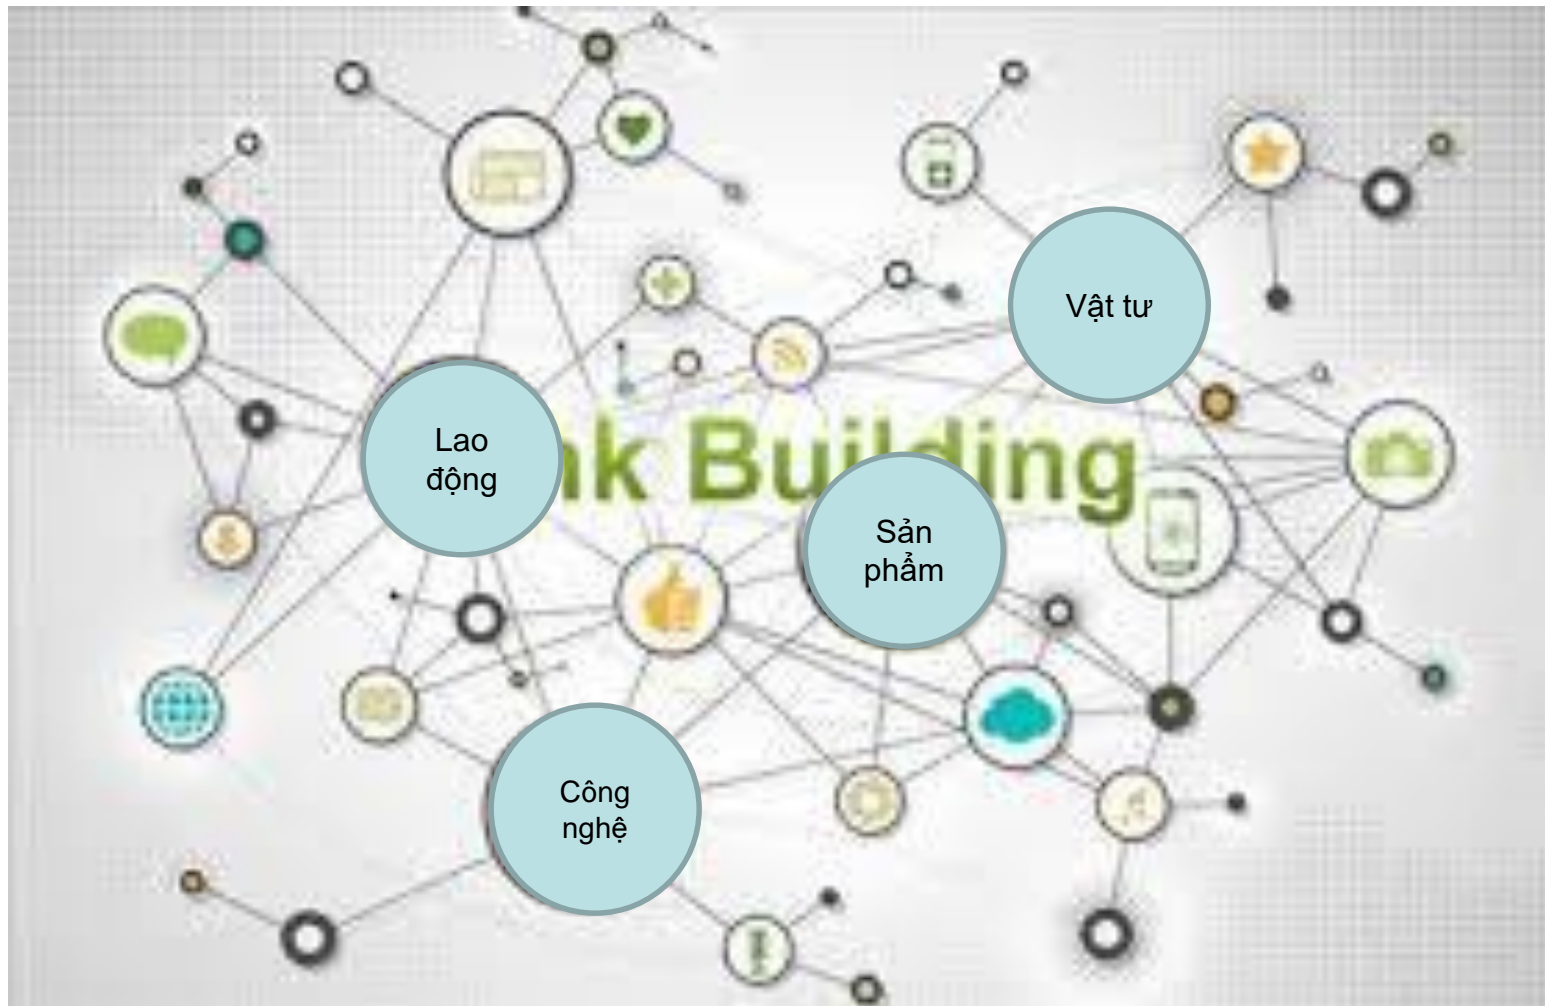 Vật tư
Lao
động
nk Building
Sản
phẩm
Công
nghệ